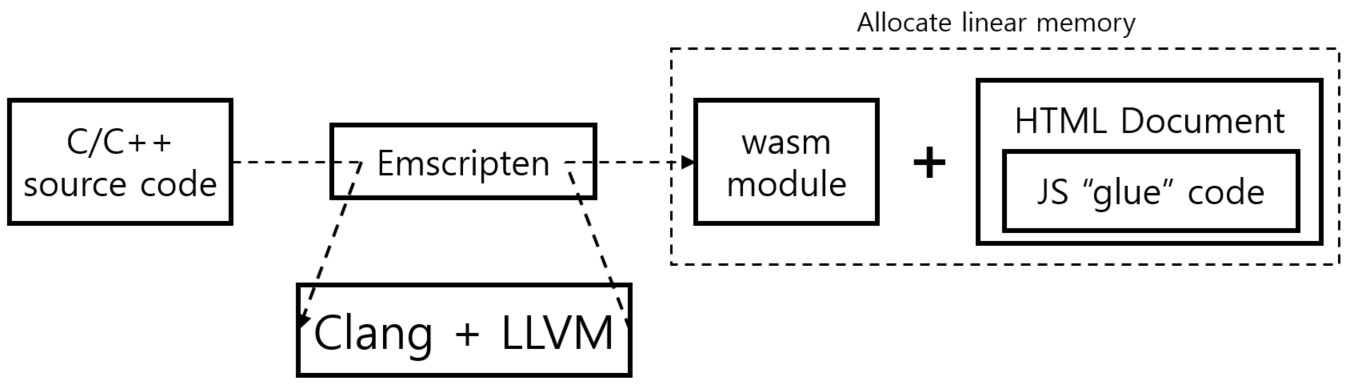 Allocate linear memory
C/C++
source code
Emscripten
wasm
module
+
HTML Document
JS “glue” code
Clang + LLVM